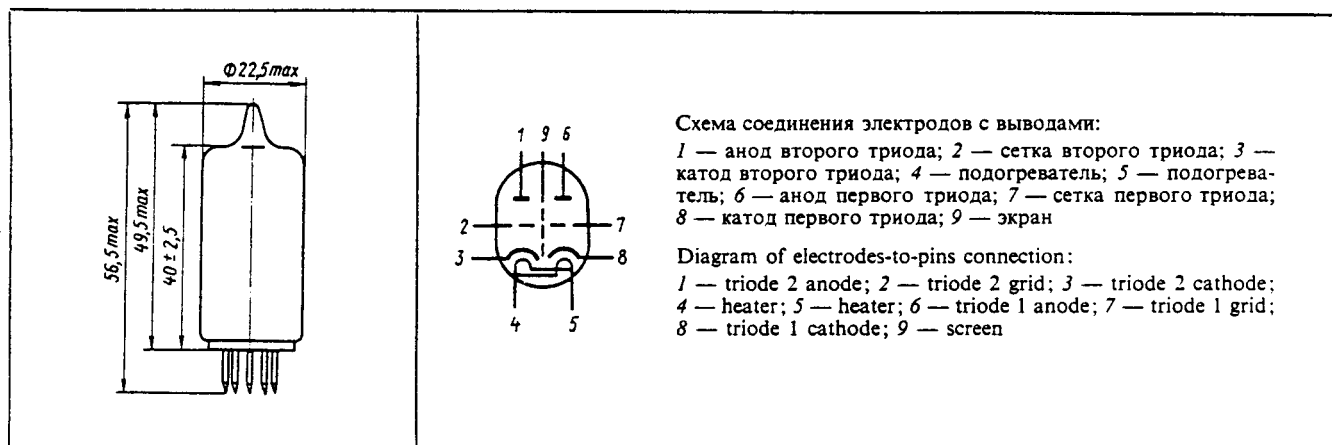 Ф22,5max
56,5max
49,5max
40±2,5
1 9 6
2 7
3 8
4 5
Схема соединения электродов с выводами:
1 — анод второго триода; 2 — сетка второго триода; 3 —
катод второго триода; 4 — подогреватель; 5 — подогрева-
тель; 6 — анод первого триода; 7 — сетка первого триода;
8 — катод первого триода; 9 — экран
Diagram of electrodes-to-pins connection:
1 — triode 2 anode; 2 — triode 2 grid; 3 — triode 2 cathode;
4 — heater; 5 — heater; 6 — triode 1 anode; 7 — triode 1 grid;
8 — triode 1 cathode; 9 — screen